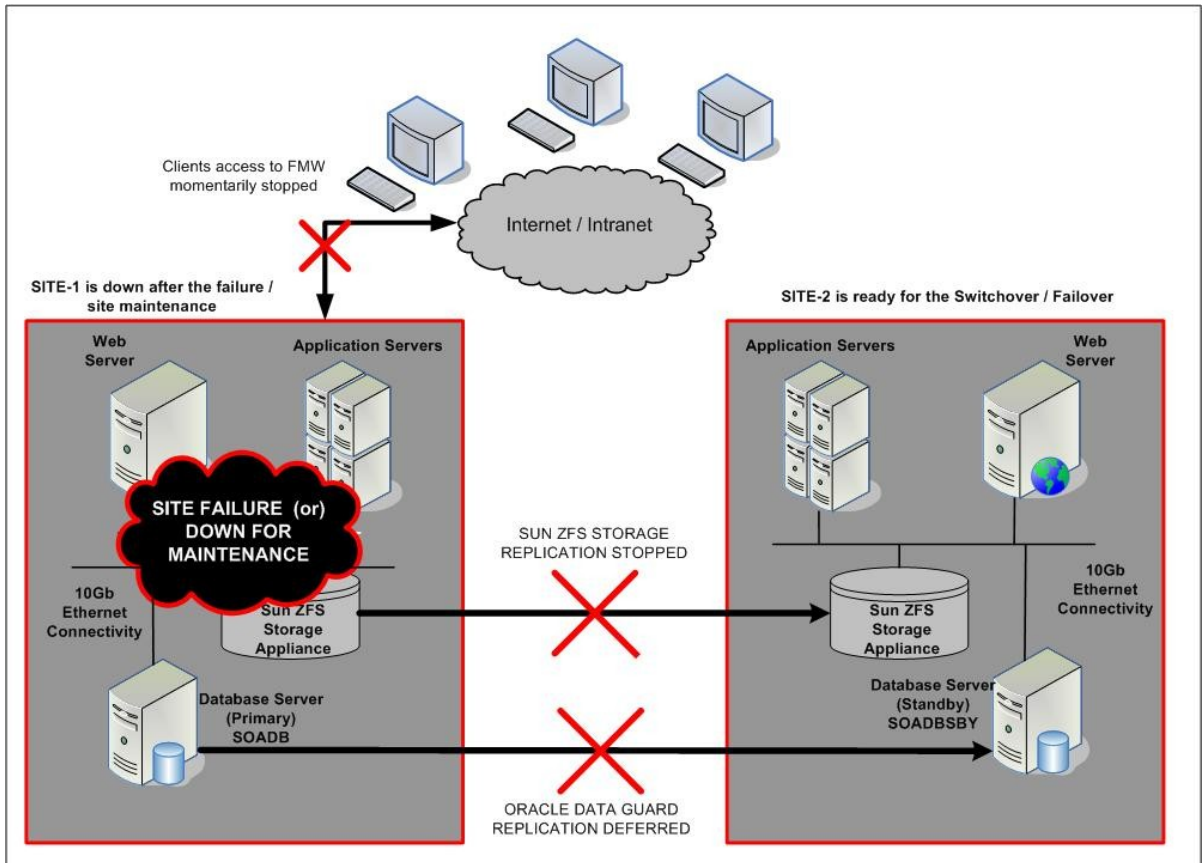 Clients access to FMW
momentarily stopped
Internet / Intranet
SITE-1 is down after the failure /
site maintenance
SITE-2 is ready for the Switchover / Failover
Web
Server
Application Servers
Application Servers
Web
Server
SITE FAILURE (or)
DOWN FOR
MAINTENANCE
SUN ZFS STORAGE
REPLICATION STOPPED
10Gb
Ethernet
Connectivity
Sun ZFS
Storage
Appliance
Sun ZFS
Storage
Appliance
10Gb
Ethernet
Connectivity
Database Server
(Primary)
SOADB
Database Server
(Standby)
SOADBSBY
ORACLE DATA GUARD
REPLICATION DEFERRED